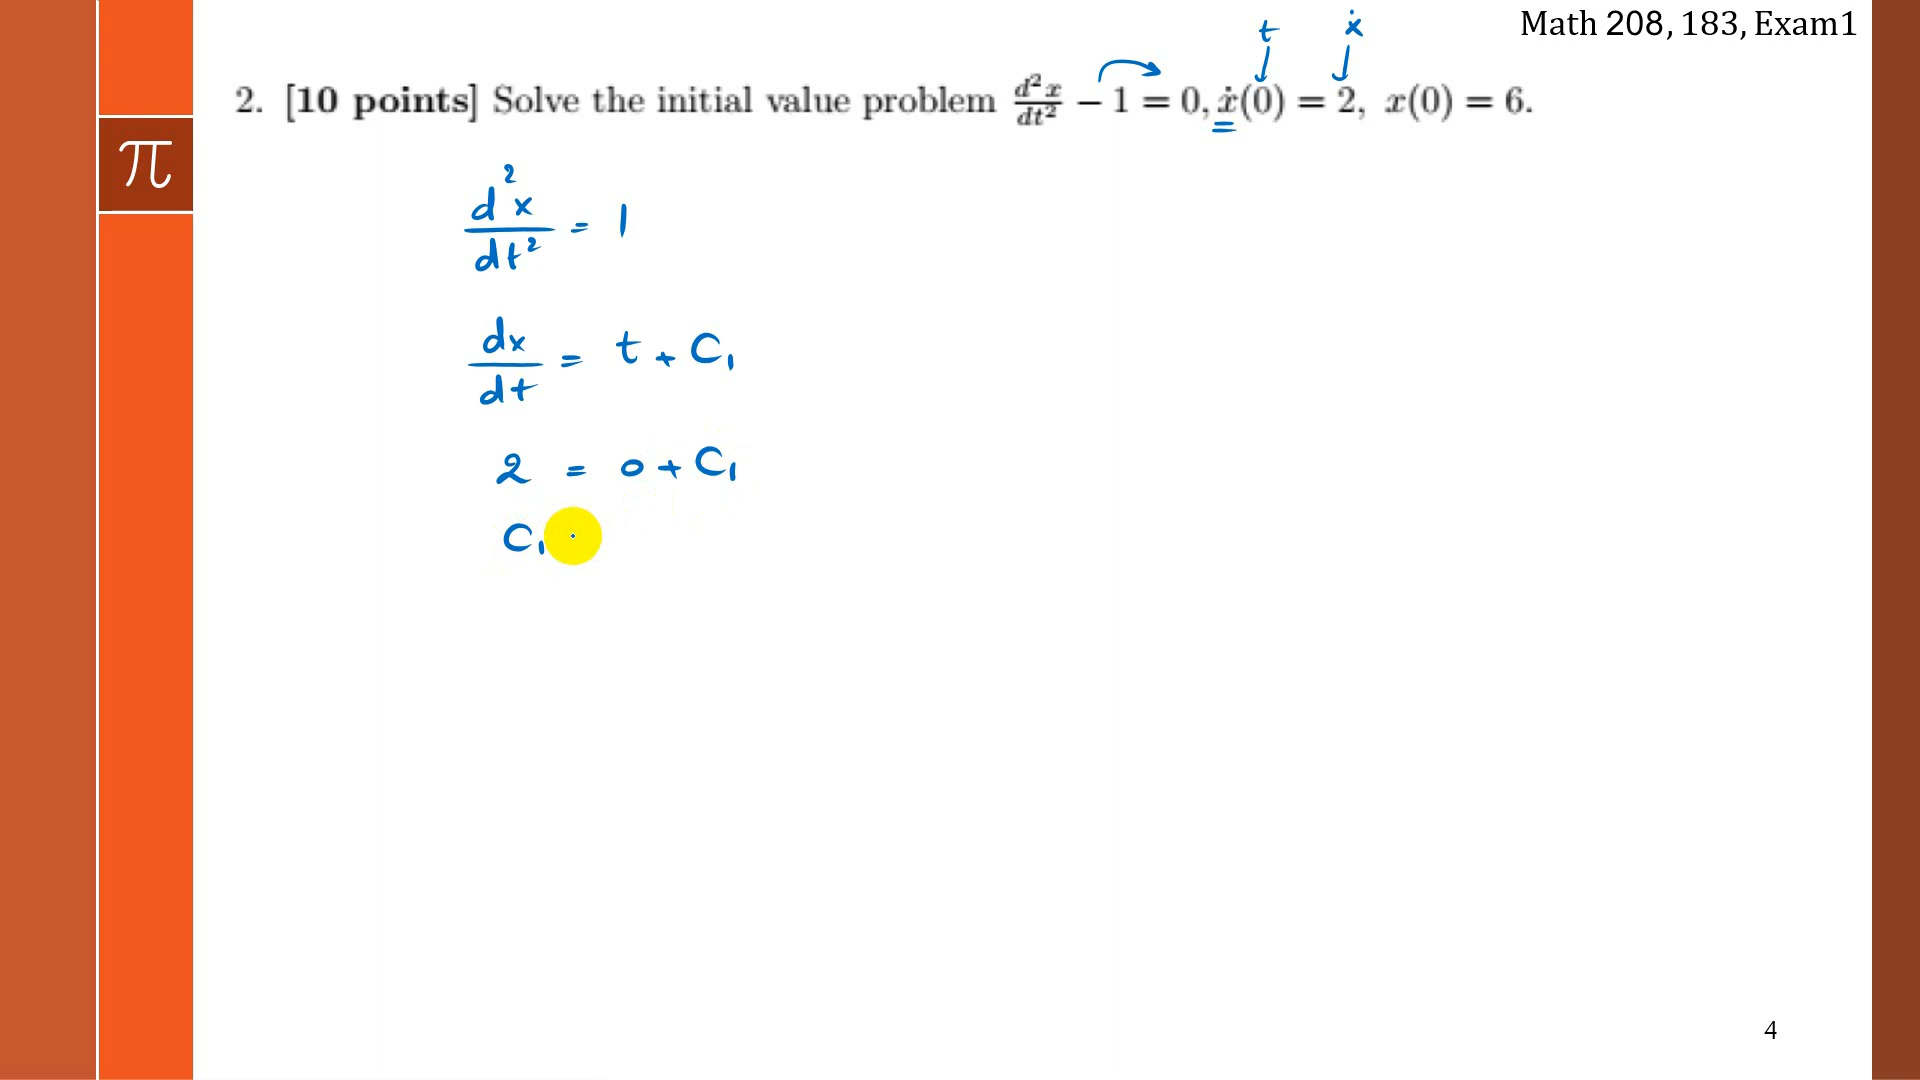 Math 208, 183, Exam1
t ẋ
2. [10 points] Solve the initial value problem d²x/dt² − 1 = 0, ẋ(0) = 2, x(0) = 6.
π
d²x/dt² = 1
dx/dt = t + C₁
2 = 0 + C₁
C₁
4